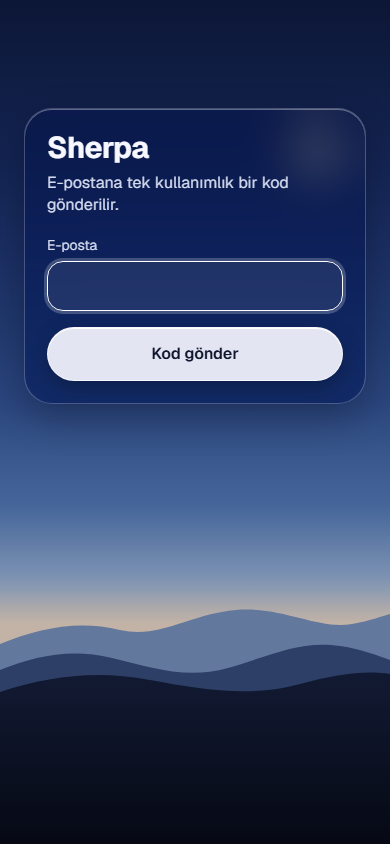 Sherpa
E-postana tek kullanımlık bir kod
gönderilir.
E-posta
Kod gönder